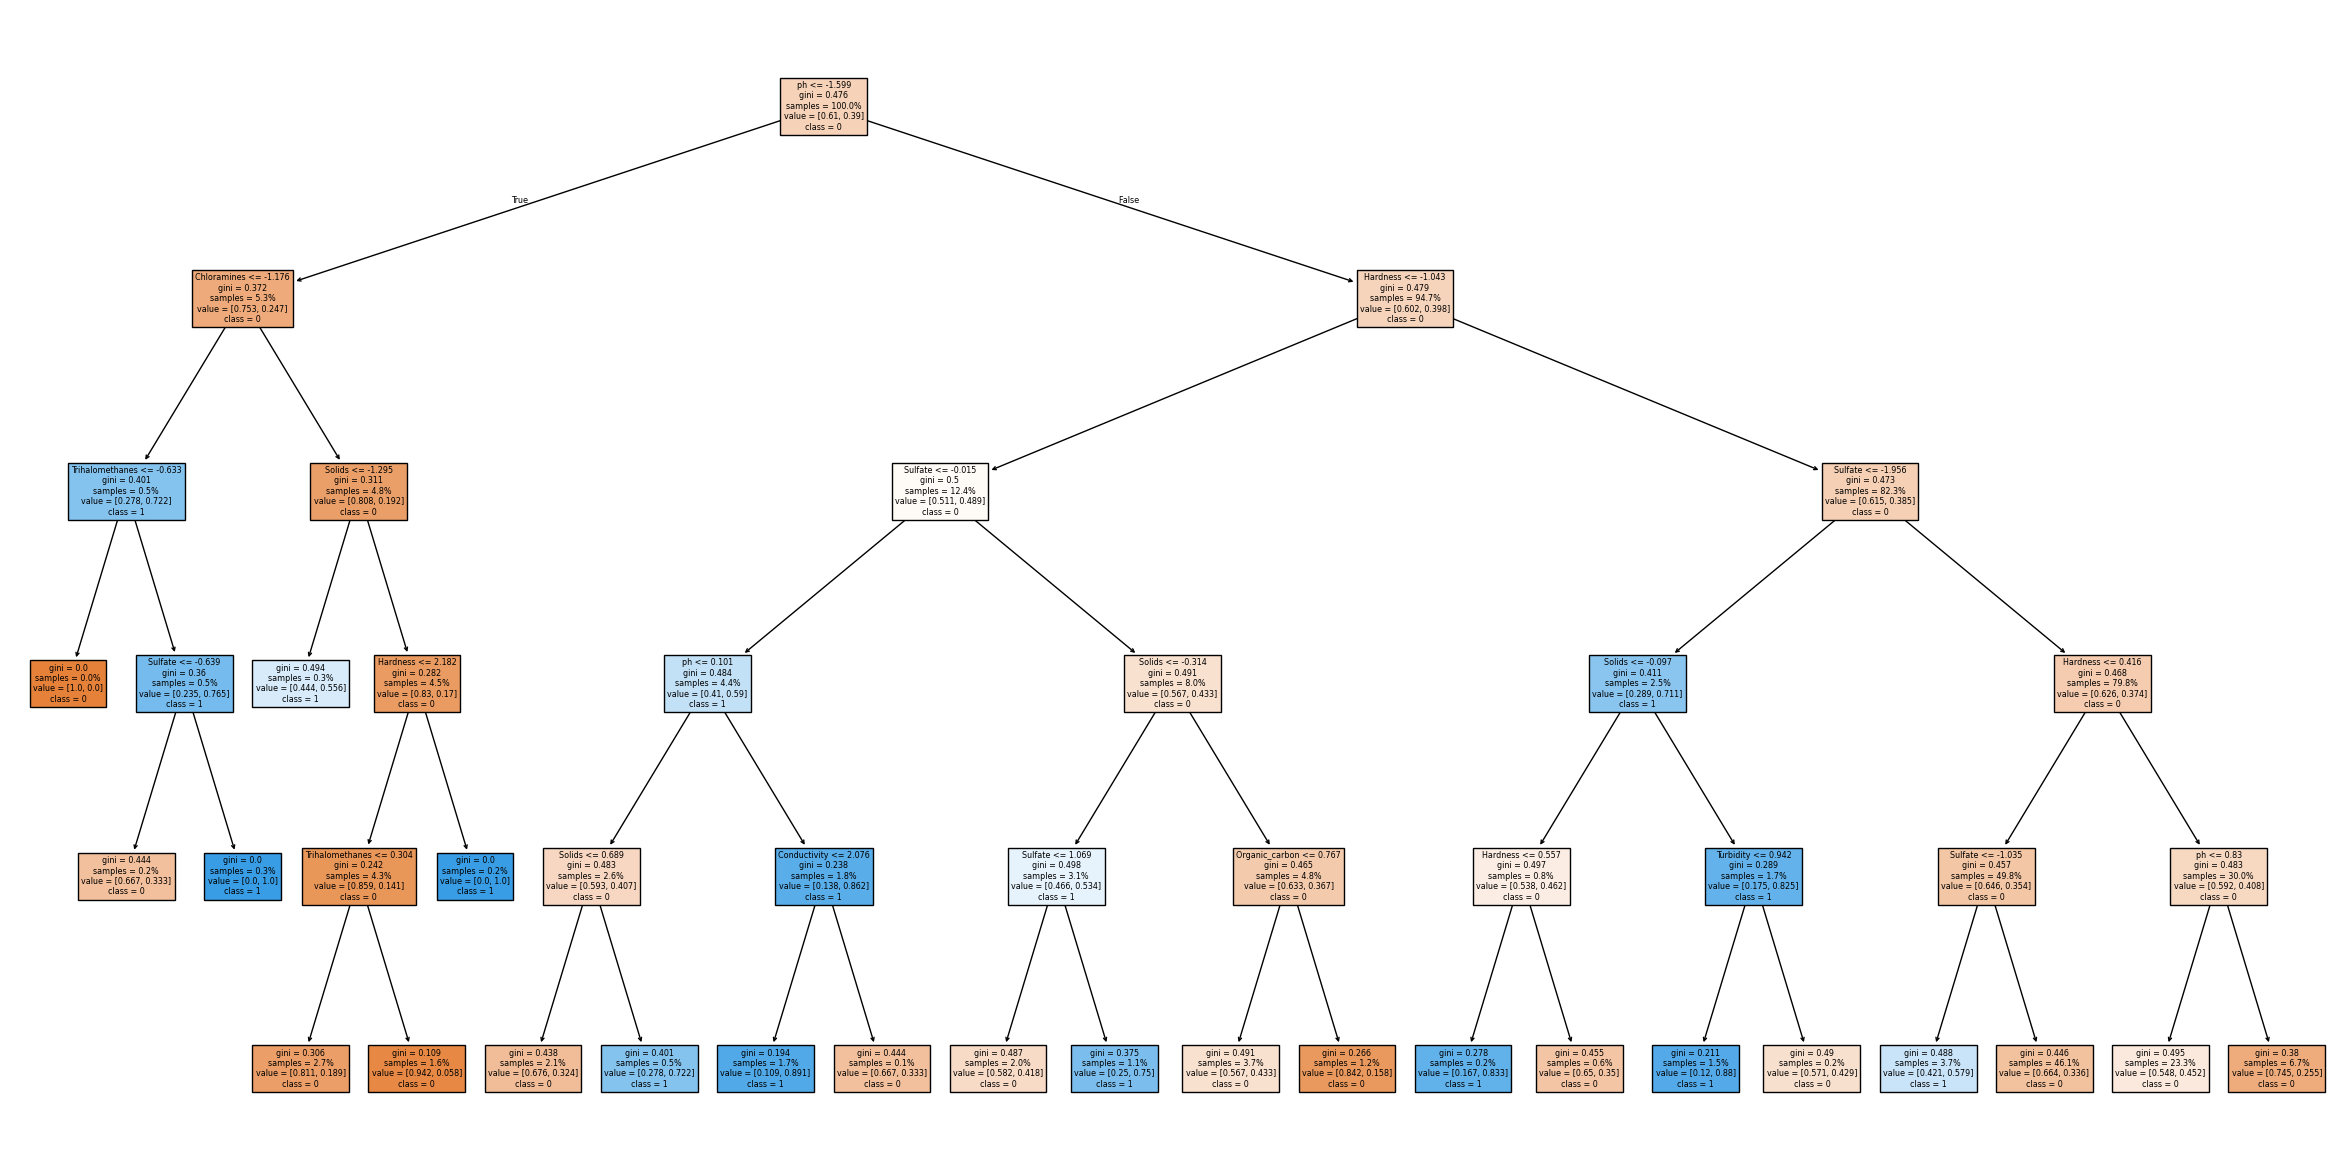 ph <= -1.599
gini = 0.476
samples = 100.0%
value = [0.61, 0.39]
class = 0
True
False
Chloramines <= -1.176
gini = 0.372
samples = 5.3%
value = [0.753, 0.247]
class = 0
Hardness <= -1.043
gini = 0.479
samples = 94.7%
value = [0.602, 0.398]
class = 0
Trihalomethanes <= -0.633
gini = 0.401
samples = 0.5%
value = [0.278, 0.722]
class = 1
Solids <= -1.295
gini = 0.311
samples = 4.8%
value = [0.808, 0.192]
class = 0
Sulfate <= -0.015
gini = 0.5
samples = 12.4%
value = [0.511, 0.489]
class = 0
Sulfate <= -1.956
gini = 0.473
samples = 82.3%
value = [0.615, 0.385]
class = 0
gini = 0.0
samples = 0.0%
value = [1.0, 0.0]
class = 0
Sulfate <= -0.639
gini = 0.36
samples = 0.5%
value = [0.235, 0.765]
class = 1
gini = 0.494
samples = 0.3%
value = [0.444, 0.556]
class = 1
Hardness <= 2.182
gini = 0.282
samples = 4.5%
value = [0.83, 0.17]
class = 0
ph <= 0.101
gini = 0.484
samples = 4.4%
value = [0.41, 0.59]
class = 1
Solids <= -0.314
gini = 0.491
samples = 8.0%
value = [0.567, 0.433]
class = 0
Solids <= -0.097
gini = 0.411
samples = 2.5%
value = [0.289, 0.711]
class = 1
Hardness <= 0.416
gini = 0.468
samples = 79.8%
value = [0.626, 0.374]
class = 0
gini = 0.444
samples = 0.2%
value = [0.667, 0.333]
class = 0
gini = 0.0
samples = 0.3%
value = [0.0, 1.0]
class = 1
Trihalomethanes <= 0.304
gini = 0.242
samples = 4.3%
value = [0.859, 0.141]
class = 0
gini = 0.0
samples = 0.2%
value = [0.0, 1.0]
class = 1
Solids <= 0.689
gini = 0.483
samples = 2.6%
value = [0.593, 0.407]
class = 0
Conductivity <= 2.076
gini = 0.238
samples = 1.8%
value = [0.138, 0.862]
class = 1
Sulfate <= 1.069
gini = 0.498
samples = 3.1%
value = [0.466, 0.534]
class = 1
Organic_carbon <= 0.767
gini = 0.465
samples = 4.8%
value = [0.633, 0.367]
class = 0
Hardness <= 0.557
gini = 0.497
samples = 0.8%
value = [0.538, 0.462]
class = 0
Turbidity <= 0.942
gini = 0.289
samples = 1.7%
value = [0.175, 0.825]
class = 1
Sulfate <= -1.035
gini = 0.457
samples = 49.8%
value = [0.646, 0.354]
class = 0
ph <= 0.83
gini = 0.483
samples = 30.0%
value = [0.592, 0.408]
class = 0
gini = 0.306
samples = 2.7%
value = [0.811, 0.189]
class = 0
gini = 0.109
samples = 1.6%
value = [0.942, 0.058]
class = 0
gini = 0.438
samples = 2.1%
value = [0.676, 0.324]
class = 0
gini = 0.401
samples = 0.5%
value = [0.278, 0.722]
class = 1
gini = 0.194
samples = 1.7%
value = [0.109, 0.891]
class = 1
gini = 0.444
samples = 0.1%
value = [0.667, 0.333]
class = 0
gini = 0.487
samples = 2.0%
value = [0.582, 0.418]
class = 0
gini = 0.375
samples = 1.1%
value = [0.25, 0.75]
class = 1
gini = 0.491
samples = 3.7%
value = [0.567, 0.433]
class = 0
gini = 0.266
samples = 1.2%
value = [0.842, 0.158]
class = 0
gini = 0.278
samples = 0.2%
value = [0.167, 0.833]
class = 1
gini = 0.455
samples = 0.6%
value = [0.65, 0.35]
class = 0
gini = 0.211
samples = 1.5%
value = [0.12, 0.88]
class = 1
gini = 0.49
samples = 0.2%
value = [0.571, 0.429]
class = 0
gini = 0.488
samples = 3.7%
value = [0.421, 0.579]
class = 1
gini = 0.446
samples = 46.1%
value = [0.664, 0.336]
class = 0
gini = 0.495
samples = 23.3%
value = [0.548, 0.452]
class = 0
gini = 0.38
samples = 6.7%
value = [0.745, 0.255]
class = 0